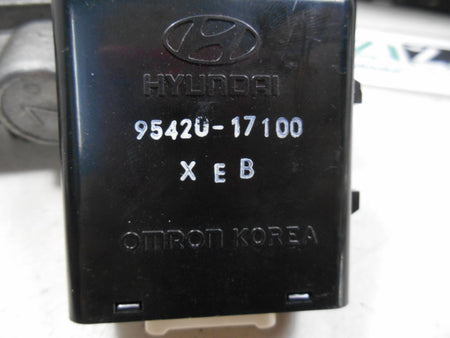 HYUNDAI
95420-17100
X E B
OMRON KOREA